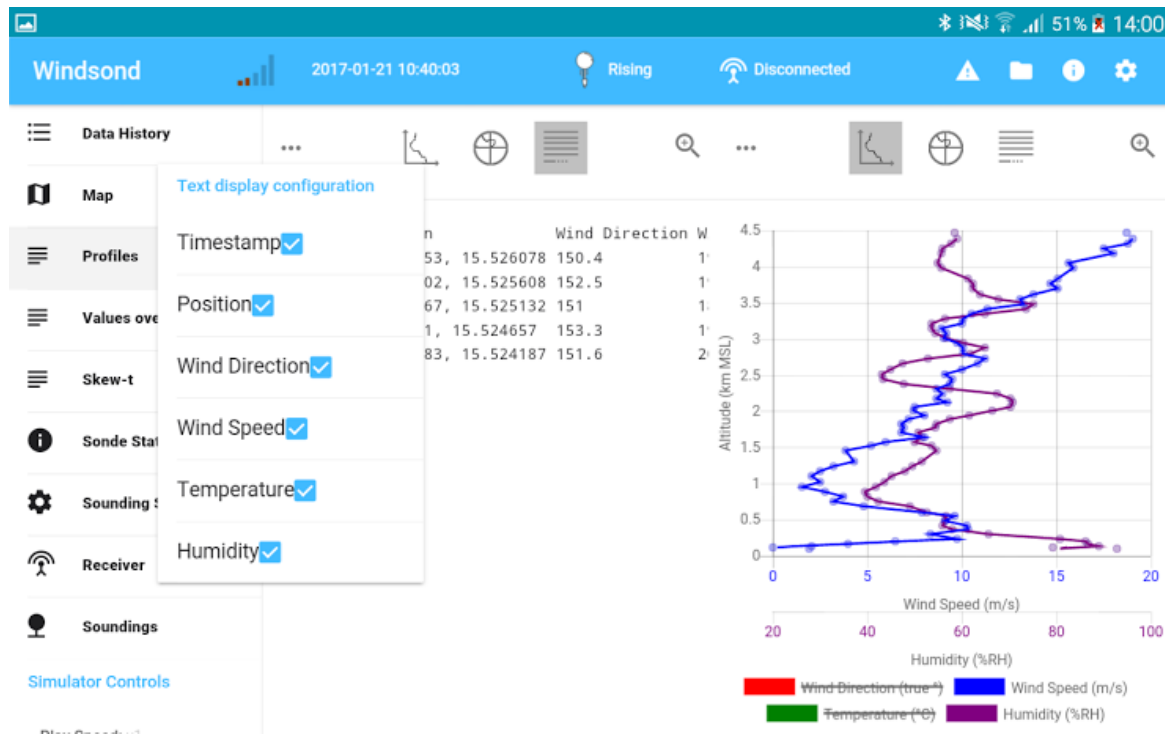 51% 14:00
Windsond 2017-01-21 10:40:03 Rising Disconnected
Data History
Map
Profiles
Values ove
Skew-t
Sonde Stat
Sounding S
Receiver
Soundings
Simulator Controls
Text display configuration
Timestamp
Position
Wind Direction
Wind Speed
Temperature
Humidity
n Wind Direction W
53, 15.526078 150.4
02, 15.525608 152.5
67, 15.525132 151
1, 15.524657 153.3
83, 15.524187 151.6
Altitude (km MSL)
4.5
4
3.5
3
2.5
2
1.5
1
0.5
0
0 5 10 15 20
Wind Speed (m/s)
20 40 60 80 100
Humidity (%RH)
Wind Direction (true °) Wind Speed (m/s)
Temperature (°C) Humidity (%RH)